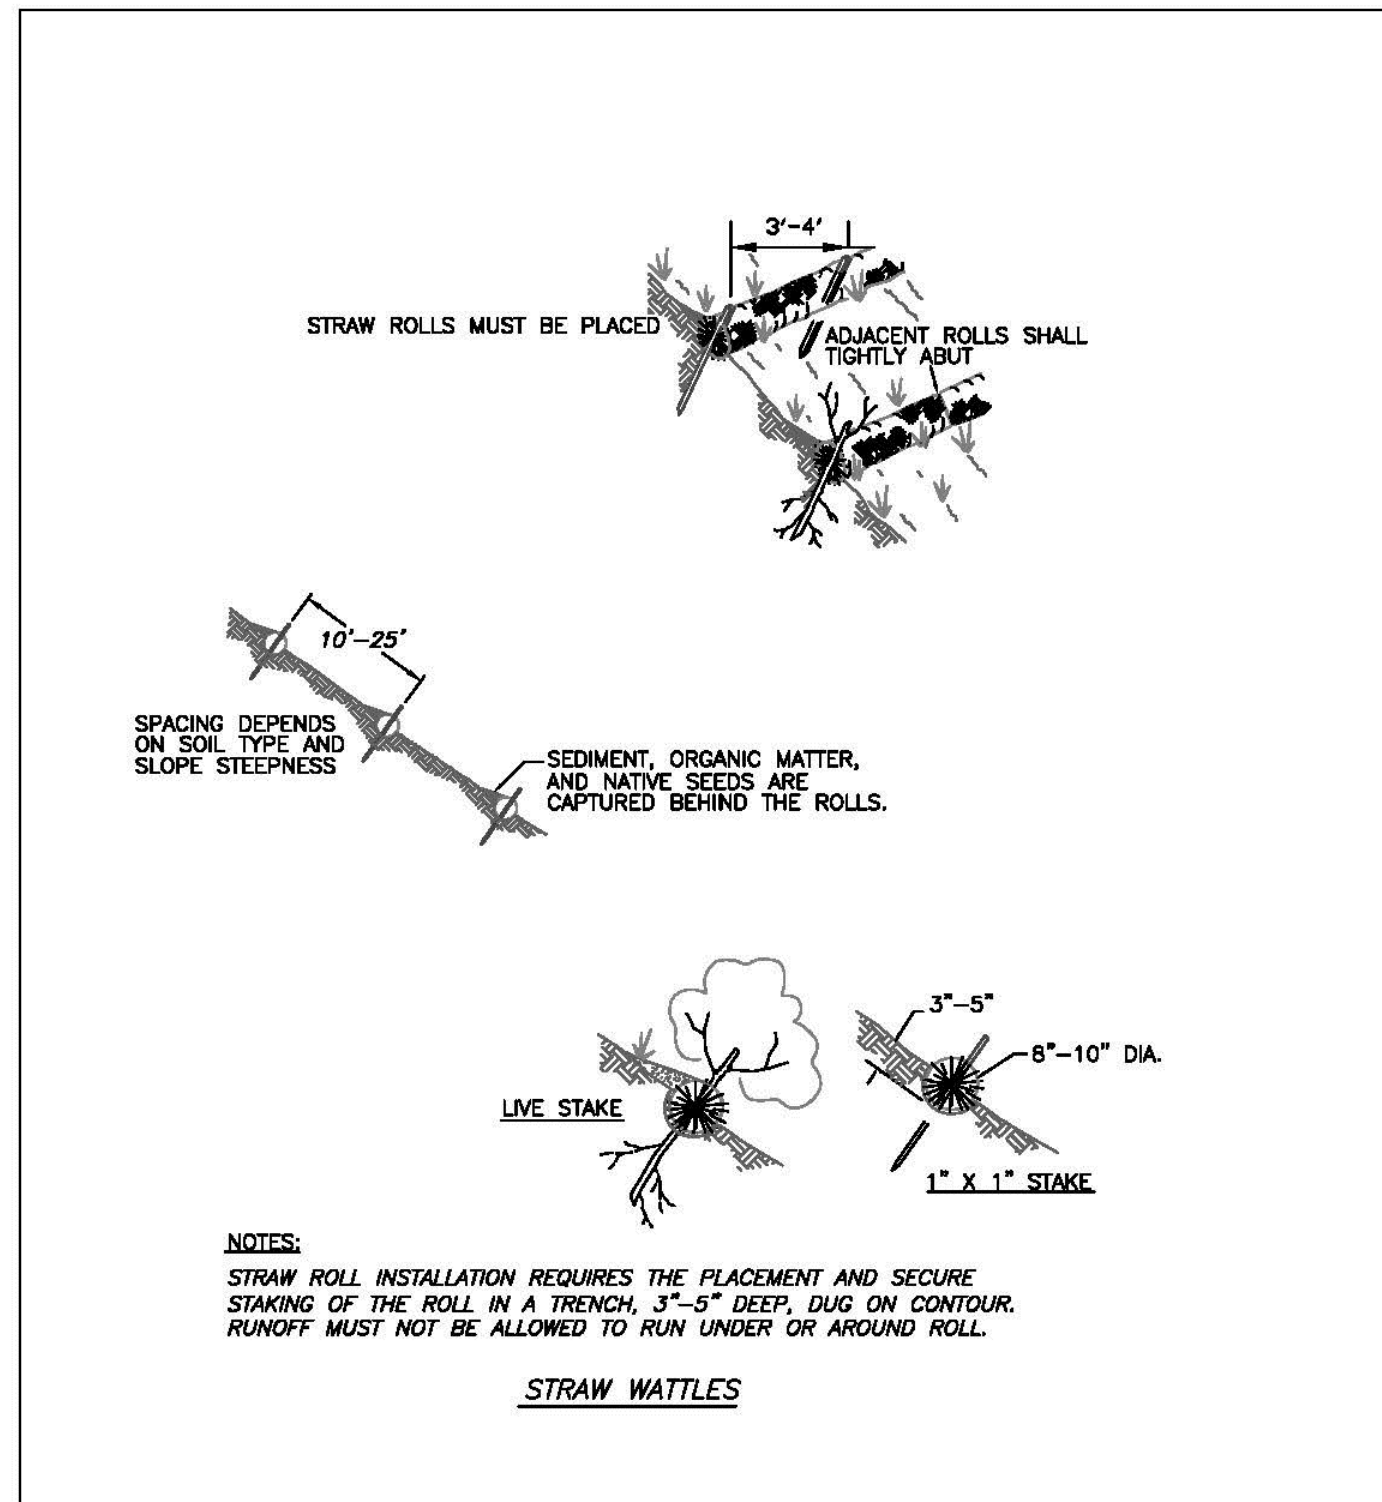 3'-4'
STRAW ROLLS MUST BE PLACED
ADJACENT ROLLS SHALL
TIGHTLY ABUT
10'-25'
SPACING DEPENDS
ON SOIL TYPE AND
SLOPE STEEPNESS
SEDIMENT, ORGANIC MATTER,
AND NATIVE SEEDS ARE
CAPTURED BEHIND THE ROLLS.
3"-5"
8"-10" DIA.
LIVE STAKE
1" X 1" STAKE
NOTES:
STRAW ROLL INSTALLATION REQUIRES THE PLACEMENT AND SECURE
STAKING OF THE ROLL IN A TRENCH, 3"-5" DEEP, DUG ON CONTOUR.
RUNOFF MUST NOT BE ALLOWED TO RUN UNDER OR AROUND ROLL.
STRAW WATTLES